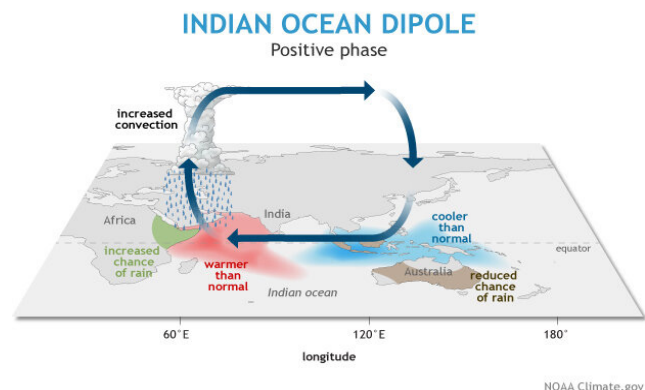 INDIAN OCEAN DIPOLE
Positive phase
increased
convection
Africa
India
cooler
than
normal
equator
increased
chance
of rain
warmer
than
normal
Indian ocean
Australia
reduced
chance
of rain
60°E
120°E
180°
longitude
NOAA Climate.gov